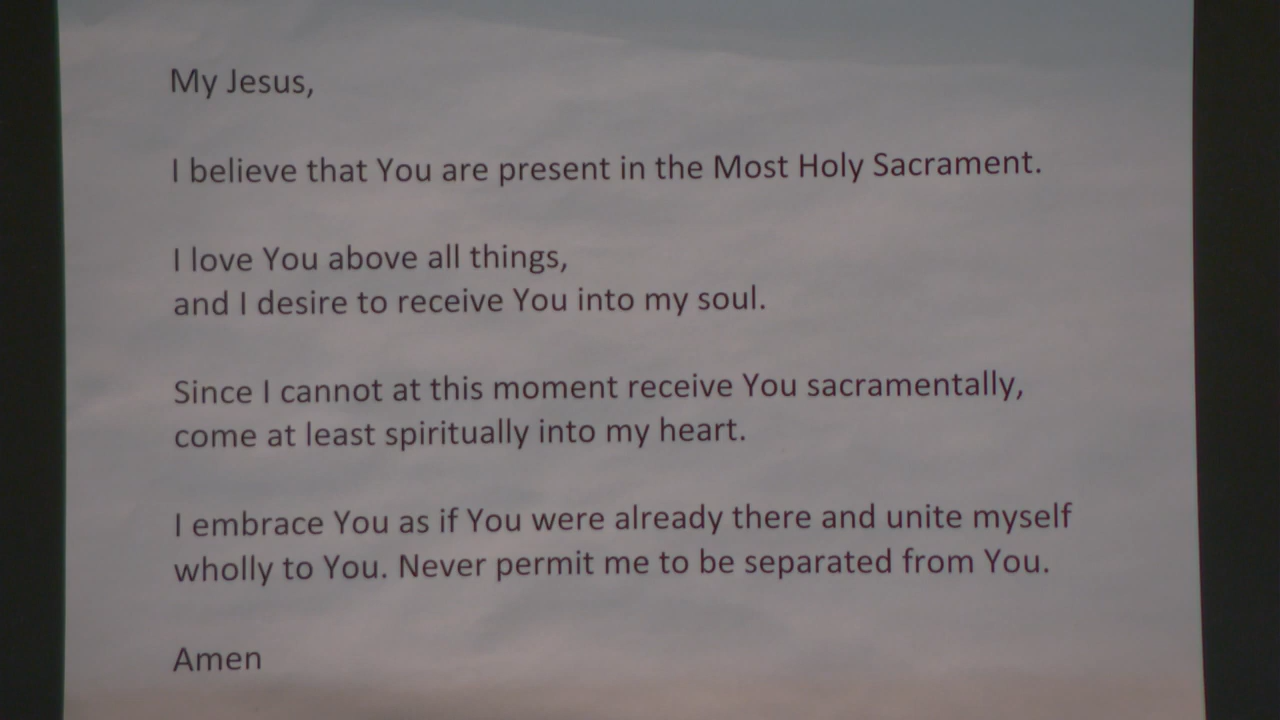 My Jesus,
I believe that You are present in the Most Holy Sacrament.
I love You above all things,
and I desire to receive You into my soul.
Since I cannot at this moment receive You sacramentally,
come at least spiritually into my heart.
I embrace You as if You were already there and unite myself
wholly to You. Never permit me to be separated from You.
Amen